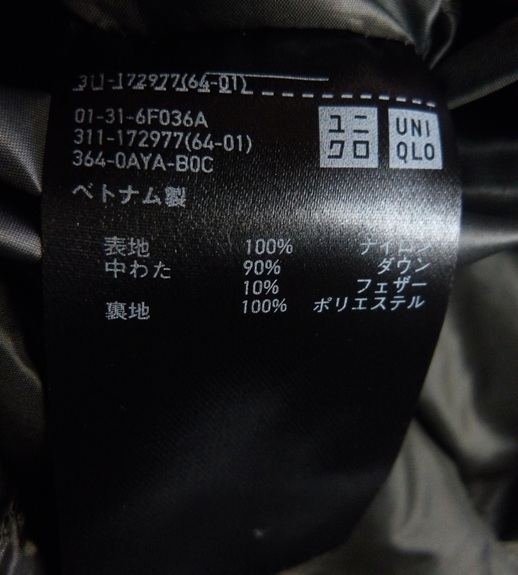 311-172977(64-01)
01-31-6F036A
311-172977(64-01)
364-0AYA-B0C
ユニクロ
UNIQLO
ベトナム製
表地 100% ナイロン
中わた 90% ダウン
10% フェザー
裏地 100% ポリエステル